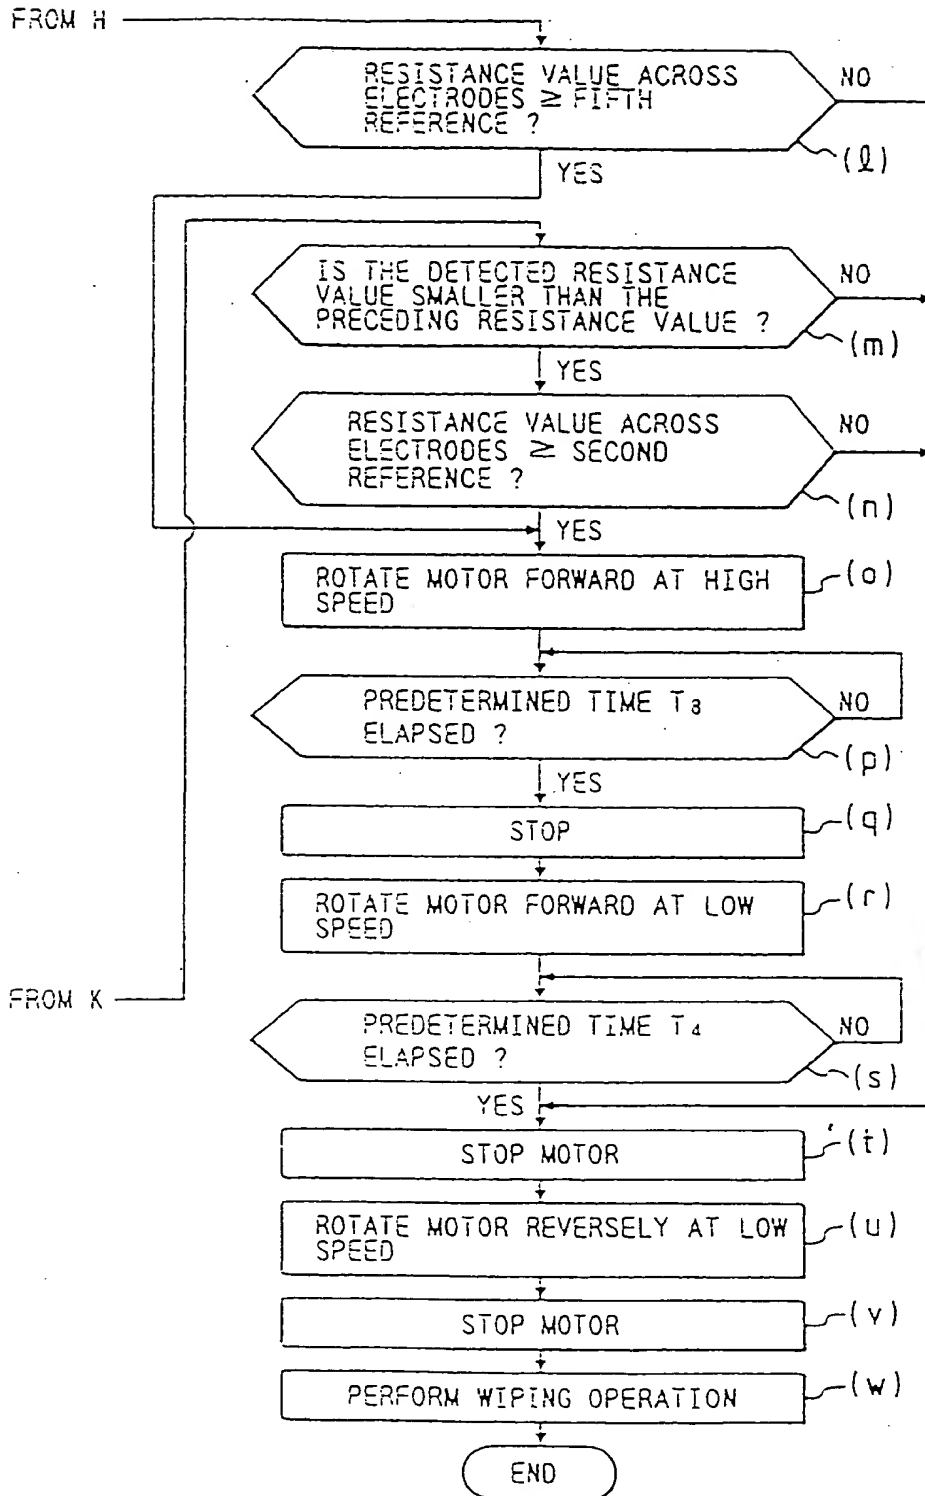 FROM H
RESISTANCE VALUE ACROSS
ELECTRODES ≥ FIFTH
REFERENCE ?
NO
(l)
YES
IS THE DETECTED RESISTANCE
VALUE SMALLER THAN THE
PRECEDING RESISTANCE VALUE ?
NO
(m)
YES
RESISTANCE VALUE ACROSS
ELECTRODES ≥ SECOND
REFERENCE ?
NO
(n)
YES
ROTATE MOTOR FORWARD AT HIGH
SPEED
(o)
PREDETERMINED TIME T3
ELAPSED ?
NO
(p)
YES
STOP
(q)
ROTATE MOTOR FORWARD AT LOW
SPEED
(r)
FROM K
PREDETERMINED TIME T4
ELAPSED ?
NO
(s)
YES
STOP MOTOR
(t)
ROTATE MOTOR REVERSELY AT LOW
SPEED
(u)
STOP MOTOR
(v)
PERFORM WIPING OPERATION
(w)
END